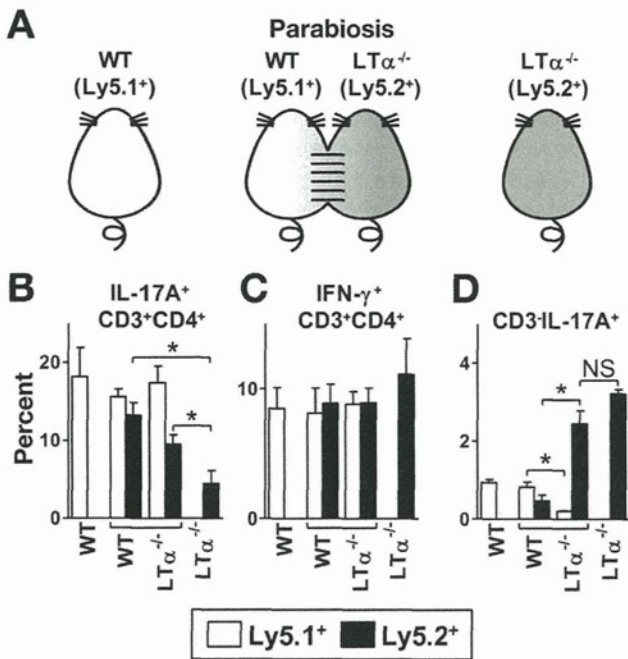 A
Parabiosis
WT
(Ly5.1+)
WT
(Ly5.1+)
LTα-/-
(Ly5.2+)
LTα-/-
(Ly5.2+)
B
IL-17A+
CD3+CD4+
Percent
20
10
0
*
*
WT
WT
LTα-/-
LTα-/-
C
IFN-γ+
CD3+CD4+
10
0
WT
WT
LTα-/-
LTα-/-
D
CD3-IL-17A+
4
2
0
*
*
NS
WT
WT
LTα-/-
LTα-/-
Ly5.1+
Ly5.2+